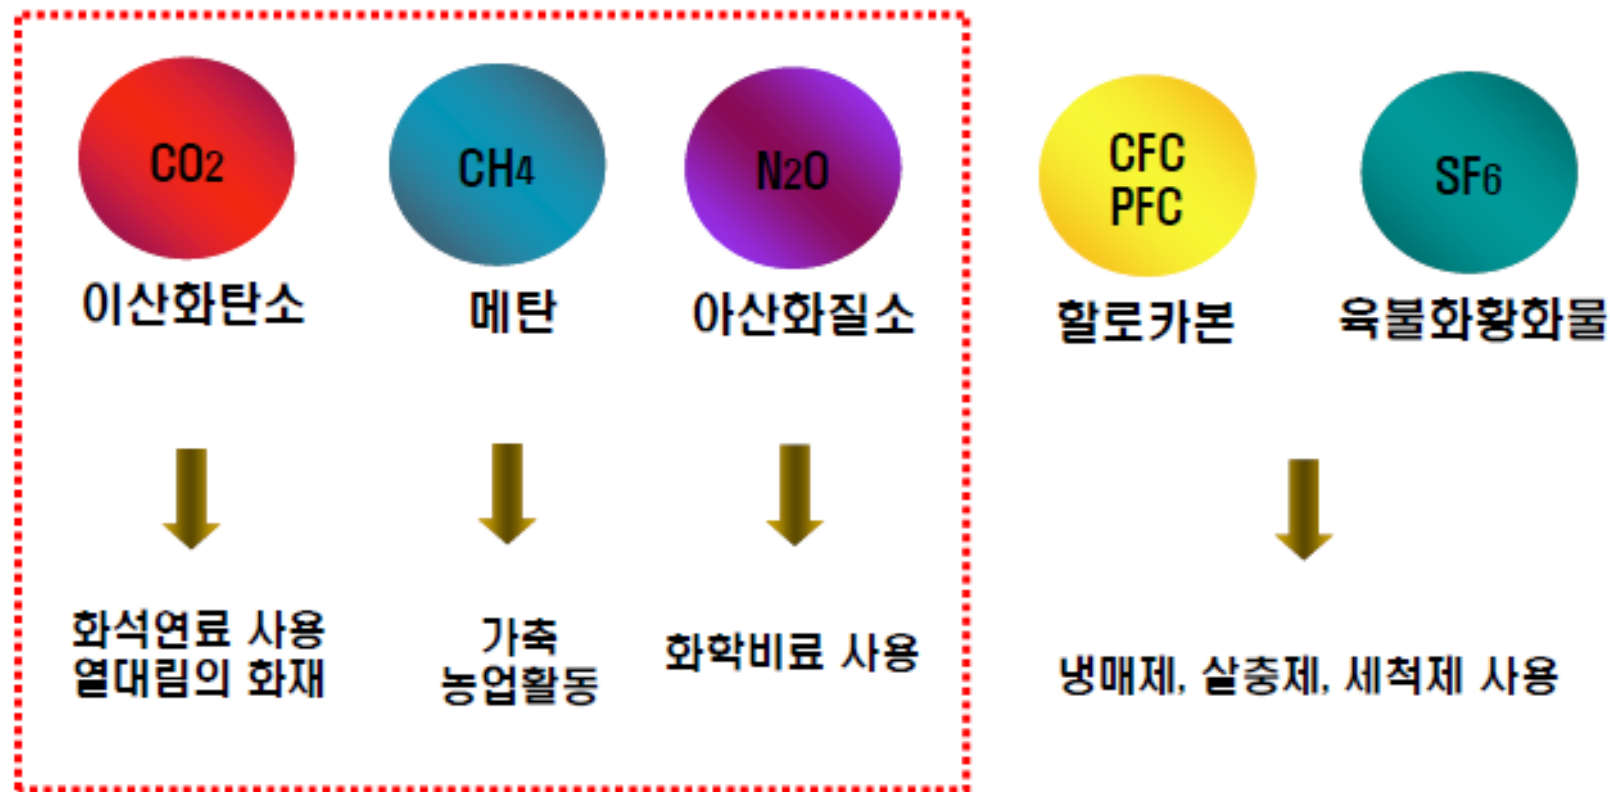 CO2
CH4
N2O
CFC
PFC
SF6
이산화탄소
메탄
아산화질소
할로카본
육불화황화물
화석연료 사용
열대림의 화재
가축
농업활동
화학비료 사용
냉매제, 살충제, 세척제 사용